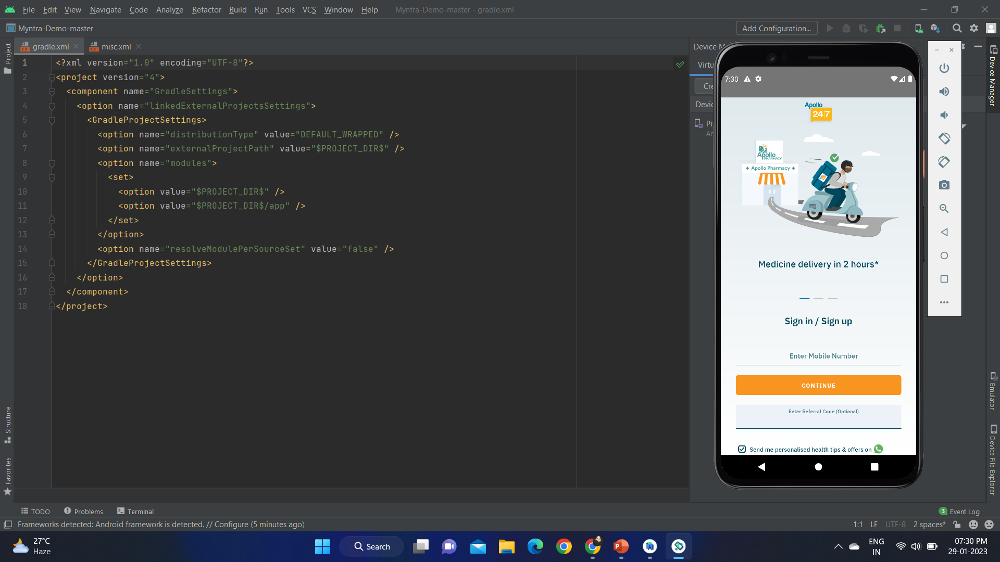 File Edit View Navigate Code Analyze Refactor Build Run Tools VCS Window Help Myntra-Demo-master - gradle.xml
Myntra-Demo-master
Add Configuration...
Project
gradle.xml
misc.xml
1 <?xml version="1.0" encoding="UTF-8"?>
2 <project version="4">
3 <component name="GradleSettings">
4 <option name="linkedExternalProjectsSettings">
5 <GradleProjectSettings>
6 <option name="distributionType" value="DEFAULT_WRAPPED" />
7 <option name="externalProjectPath" value="$PROJECT_DIR$" />
8 <option name="modules">
9 <set>
10 <option value="$PROJECT_DIR$" />
11 <option value="$PROJECT_DIR$/app" />
12 </set>
13 </option>
14 <option name="resolveModulePerSourceSet" value="false" />
15 </GradleProjectSettings>
16 </option>
17 </component>
18 </project>
Structure
Favorites
Device M
Virtu
Cre
Devic
Pi
An
7:30
Apollo
24|7
Apollo
PHARMACY
+ Apollo Pharmacy +
Medicine delivery in 2 hours*
Sign in / Sign up
Enter Mobile Number
CONTINUE
Enter Referral Code (Optional)
Send me personalised health tips & offers on
Device Manager
Emulator
Device File Explorer
TODO
Problems
Terminal
3 Event Log
Frameworks detected: Android framework is detected. // Configure (5 minutes ago)
1:1 LF UTF-8 2 spaces*
27°C
Haze
Search
ENG
IN
07:30 PM
29-01-2023